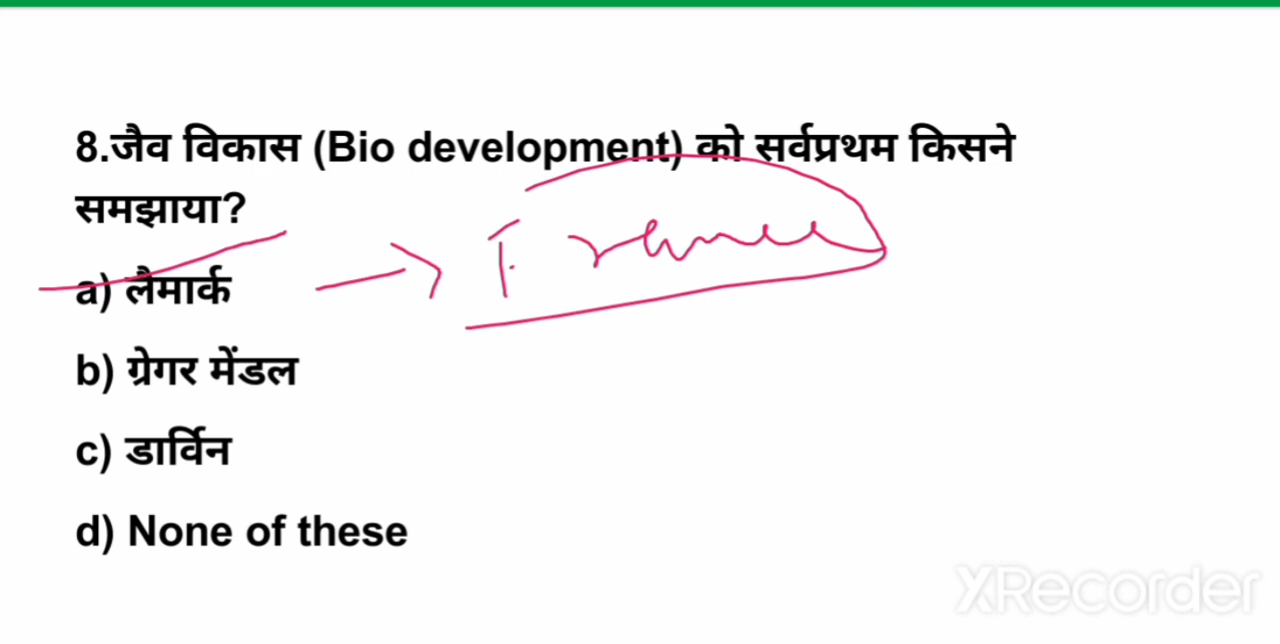 8.जैव विकास (Bio development) को सर्वप्रथम किसने
समझाया?
a) लैमार्क
b) ग्रेगर मेंडल
c) डार्विन
d) None of these
XRecorder